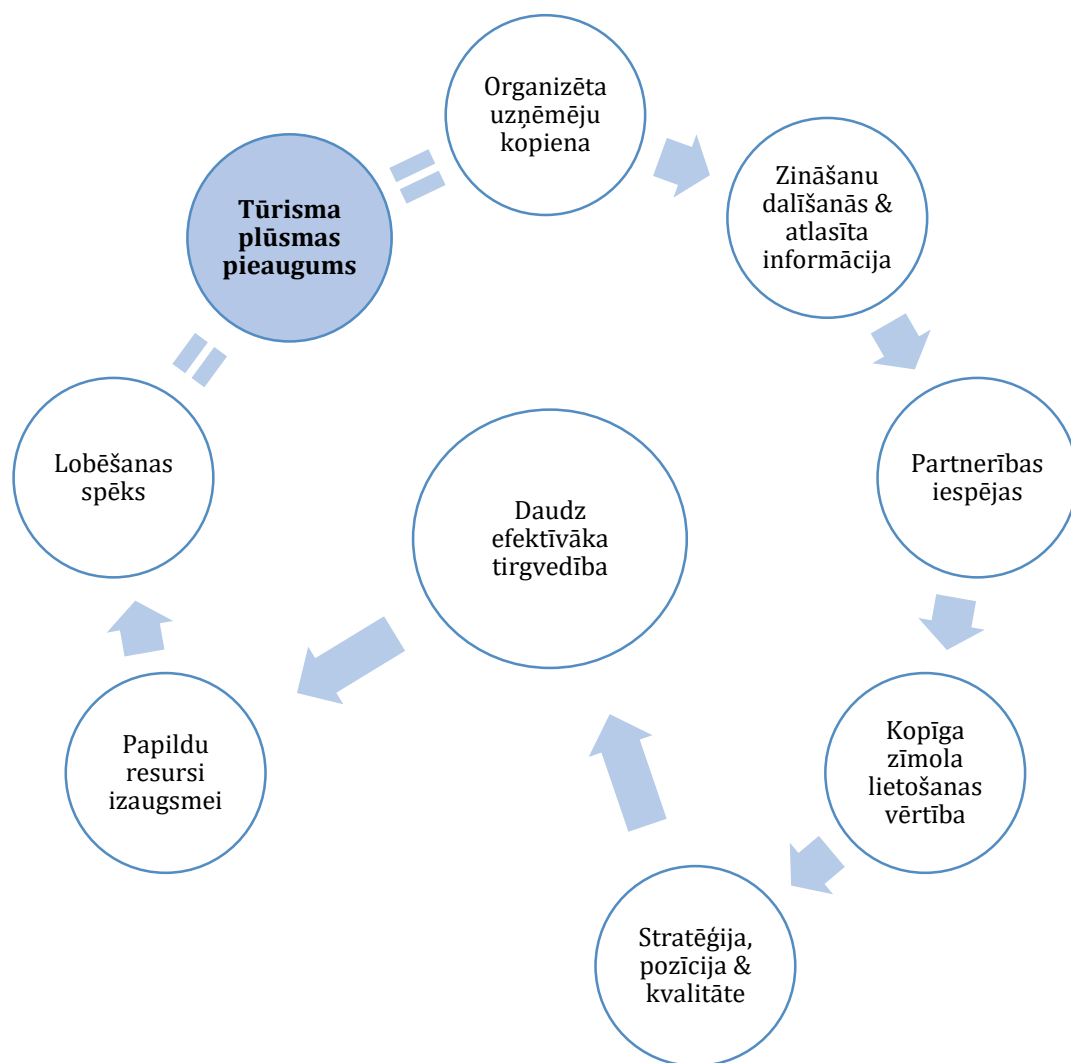 Organizēta
uzņēmēju
kopiena
Zināšanu
dalīšanās &
atlasīta
informācija
Partnerības
iespējas
Kopīga
zīmola
lietošanas
vērtība
Stratēģija,
pozīcija &
kvalitāte
Daudz
efektīvāka
tirgvedība
Papildu
resursi
izaugsmei
Lobēšanas
spēks
Tūrisma
plūsmas
pieaugums